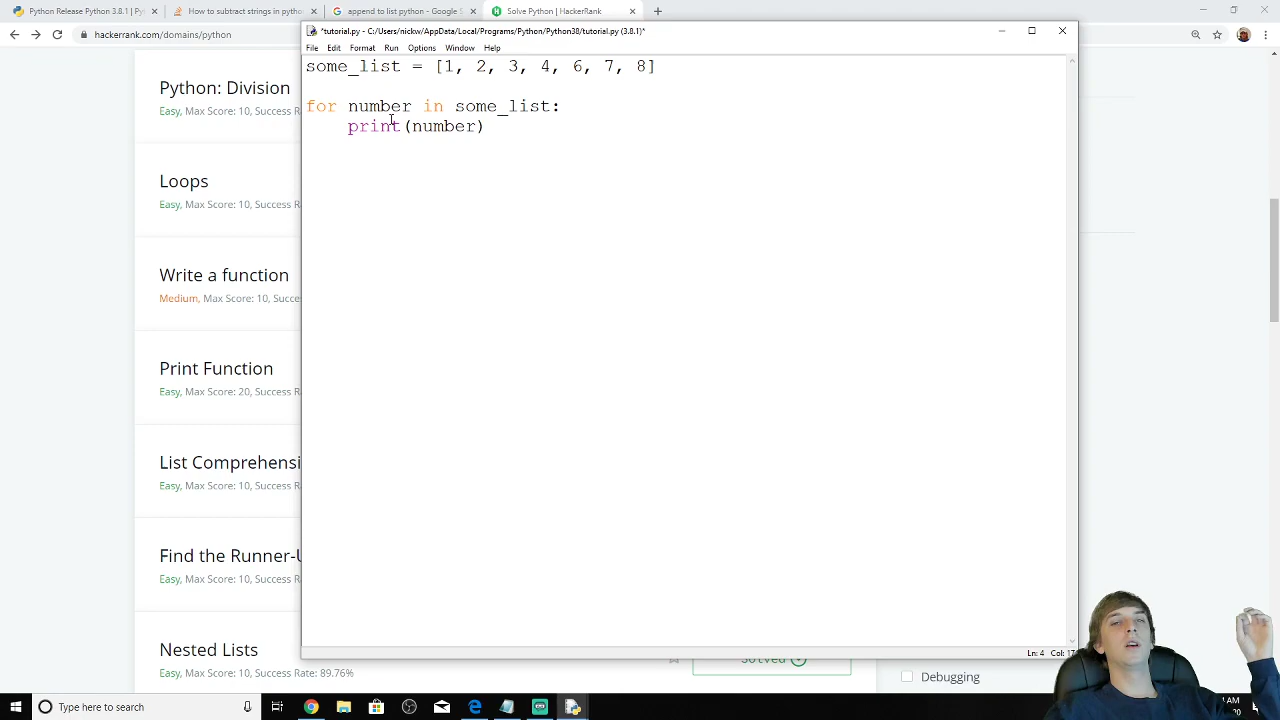 Python Release Python 3.8.1 | Py
How to subtract strings in pytho
append to list python - Google S
Solve Python | HackerRank
hackerrank.com/domains/python
*tutorial.py - C:/Users/nickw/AppData/Local/Programs/Python/Python38/tutorial.py (3.8.1)*
File Edit Format Run Options Window Help
some_list = [1, 2, 3, 4, 6, 7, 8]
for number in some_list:
print(number)
Python: Division
Easy, Max Score: 10, Success R
Loops
Easy, Max Score: 10, Success R
Write a function
Medium, Max Score: 10, Succe
Print Function
Easy, Max Score: 20, Success R
List Comprehensi
Easy, Max Score: 10, Success R
Find the Runner-U
Easy, Max Score: 10, Success R
Nested Lists
Easy, Max Score: 10, Success Rate: 89.76%
Solved
Debugging
Ln: 4 Col: 17
Type here to search
AM
20